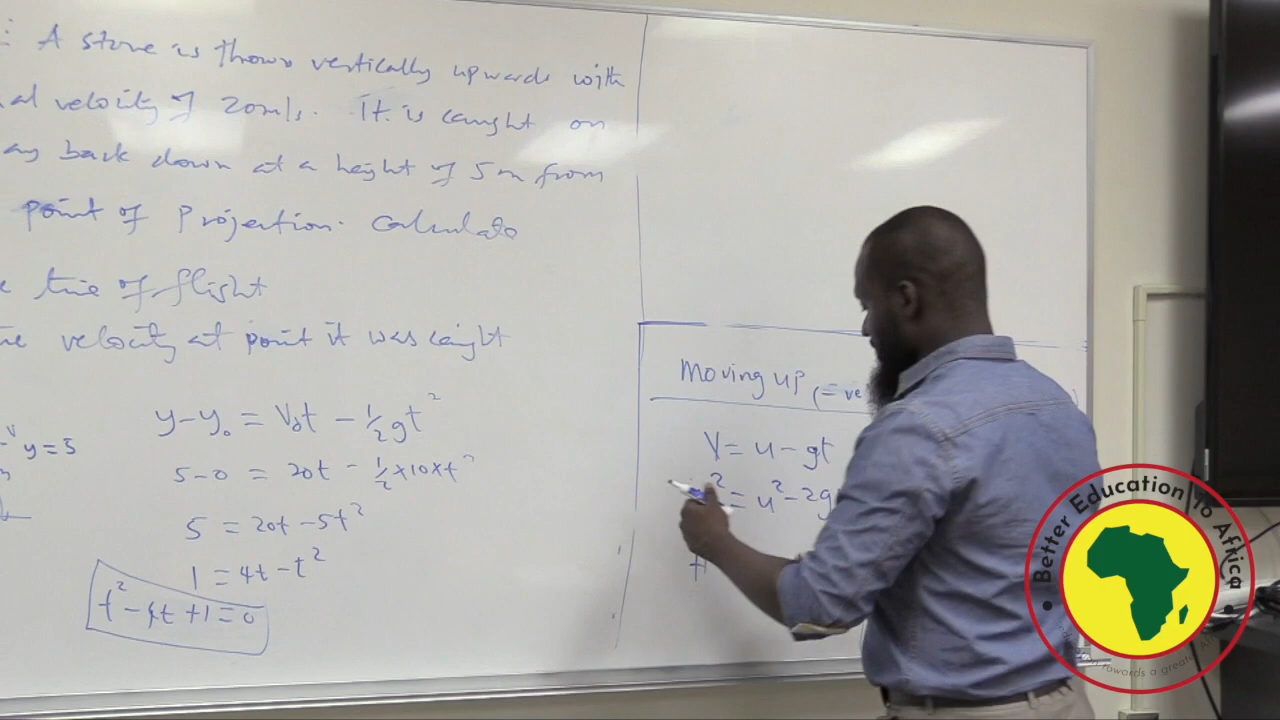 : A stone is thrown vertically upwards with
velocity of 20m/s. It is caught on
back down at a height of 5m from
point of projection. Calculate
time of flight
velocity at point it was caught
y=5
y-y₀ = V₀t - ½gt²
5-0 = 20t - ½×10×t²
5 = 20t - 5t²
1 = 4t - t²
t² - 4t + 1 = 0
Moving up (= ve
V = u - gt
² = u² - 2g
H
Better Education To Africa